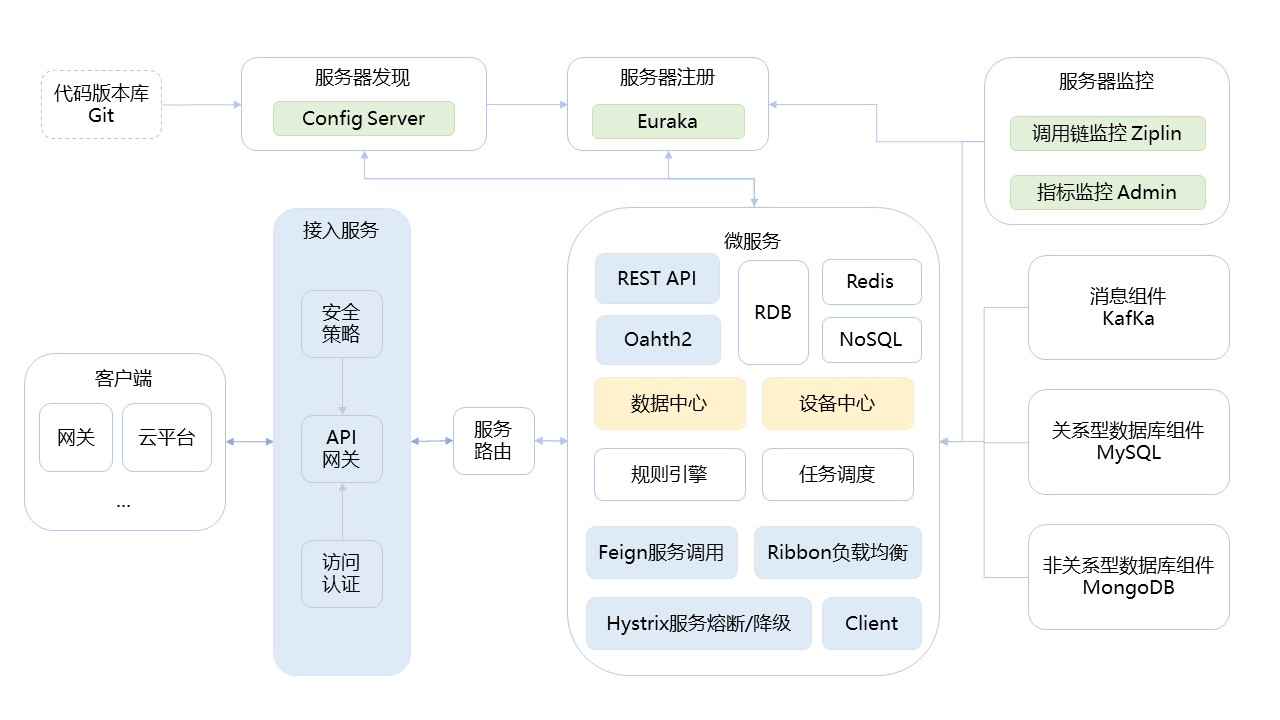 代码版本库
Git
服务器发现
Config Server
服务器注册
Euraka
服务器监控
调用链监控 Ziplin
指标监控 Admin
接入服务
安全
策略
API
网关
访问
认证
客户端
网关
云平台
...
服务
路由
微服务
REST API
RDB
Redis
Oahth2
NoSQL
数据中心
设备中心
规则引擎
任务调度
Feign服务调用
Ribbon负载均衡
Hystrix服务熔断/降级
Client
消息组件
KafKa
关系型数据库组件
MySQL
非关系型数据库组件
MongoDB